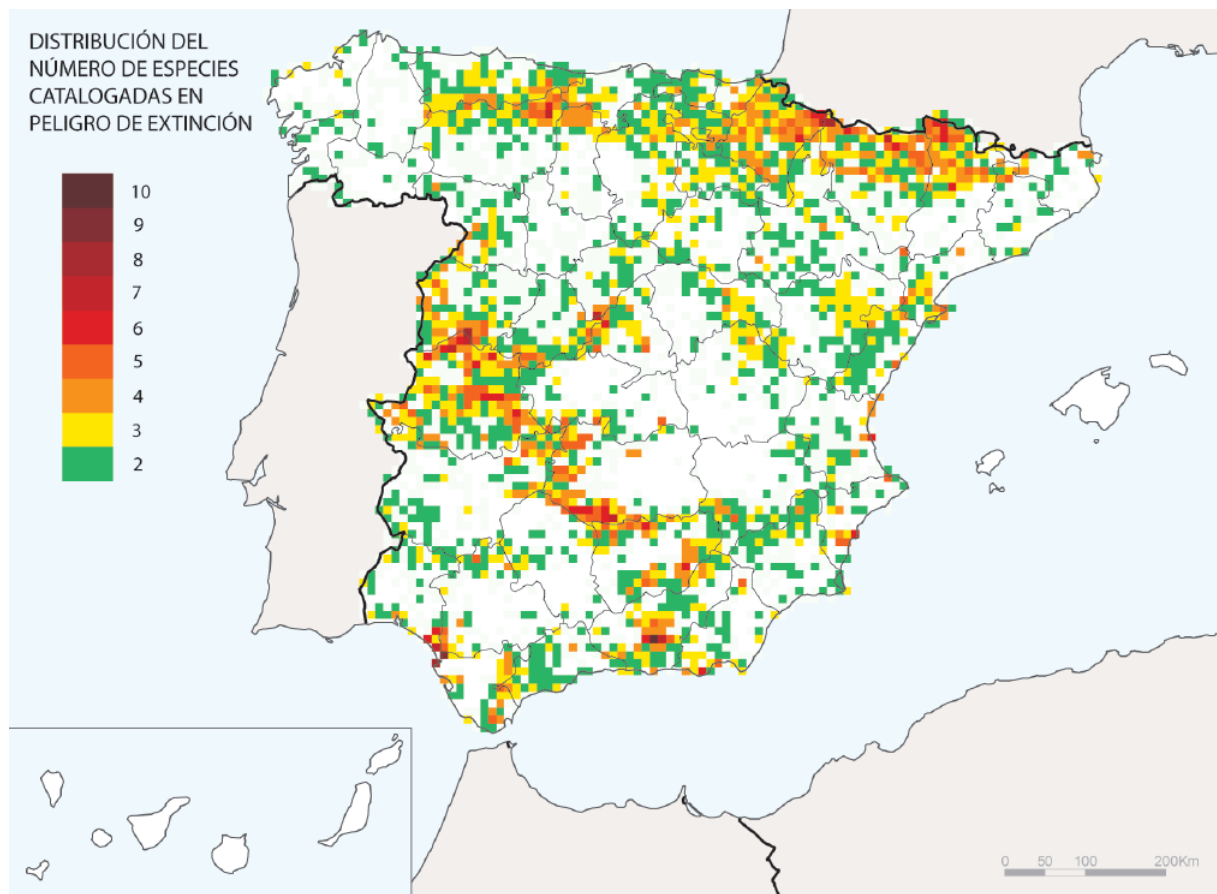 DISTRIBUCIÓN DEL
NÚMERO DE ESPECIES
CATALOGADAS EN
PELIGRO DE EXTINCIÓN
10
9
8
7
6
5
4
3
2
0 50 100 200Km